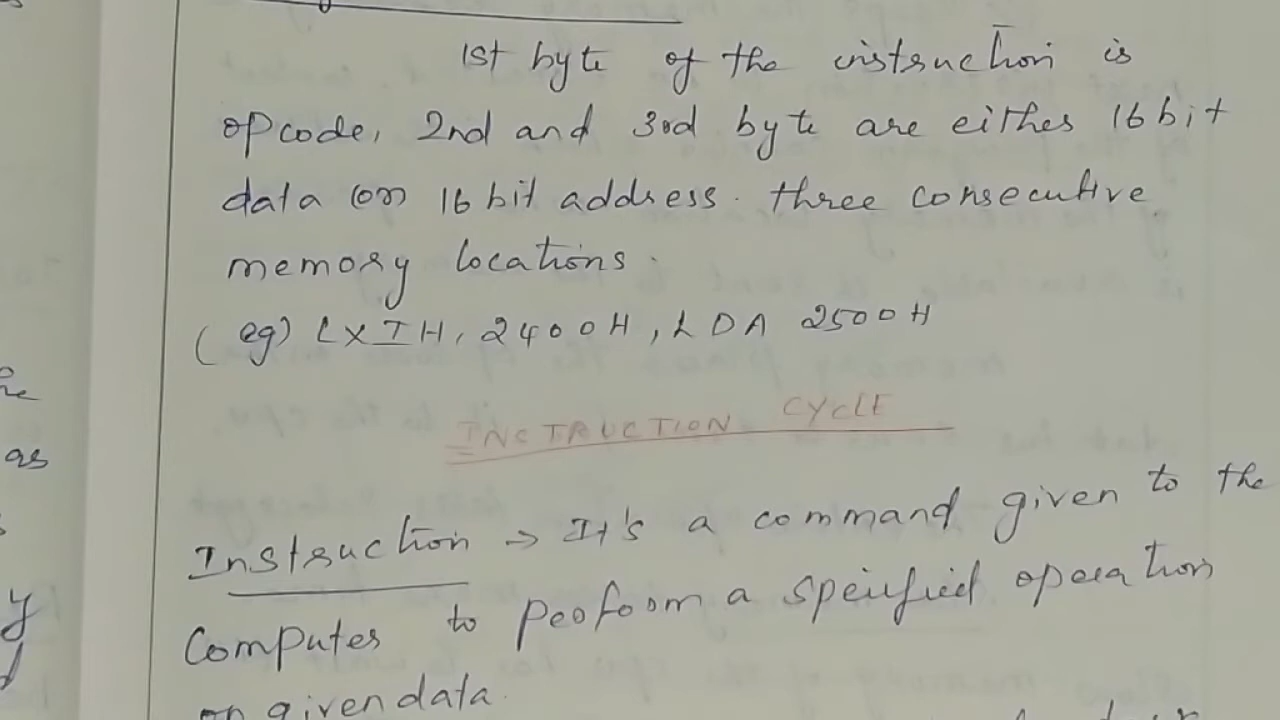 1st byte of the instruction is
opcode, 2nd and 3rd byte are either 16 bit
data (or) 16 bit address. three consecutive
memory locations.
(eg) LXI H, 2400H, LDA 2500H
INSTRUCTION CYCLE
Instruction → It's a command given to the
Computer to perform a specified operation
on given data.
as
y